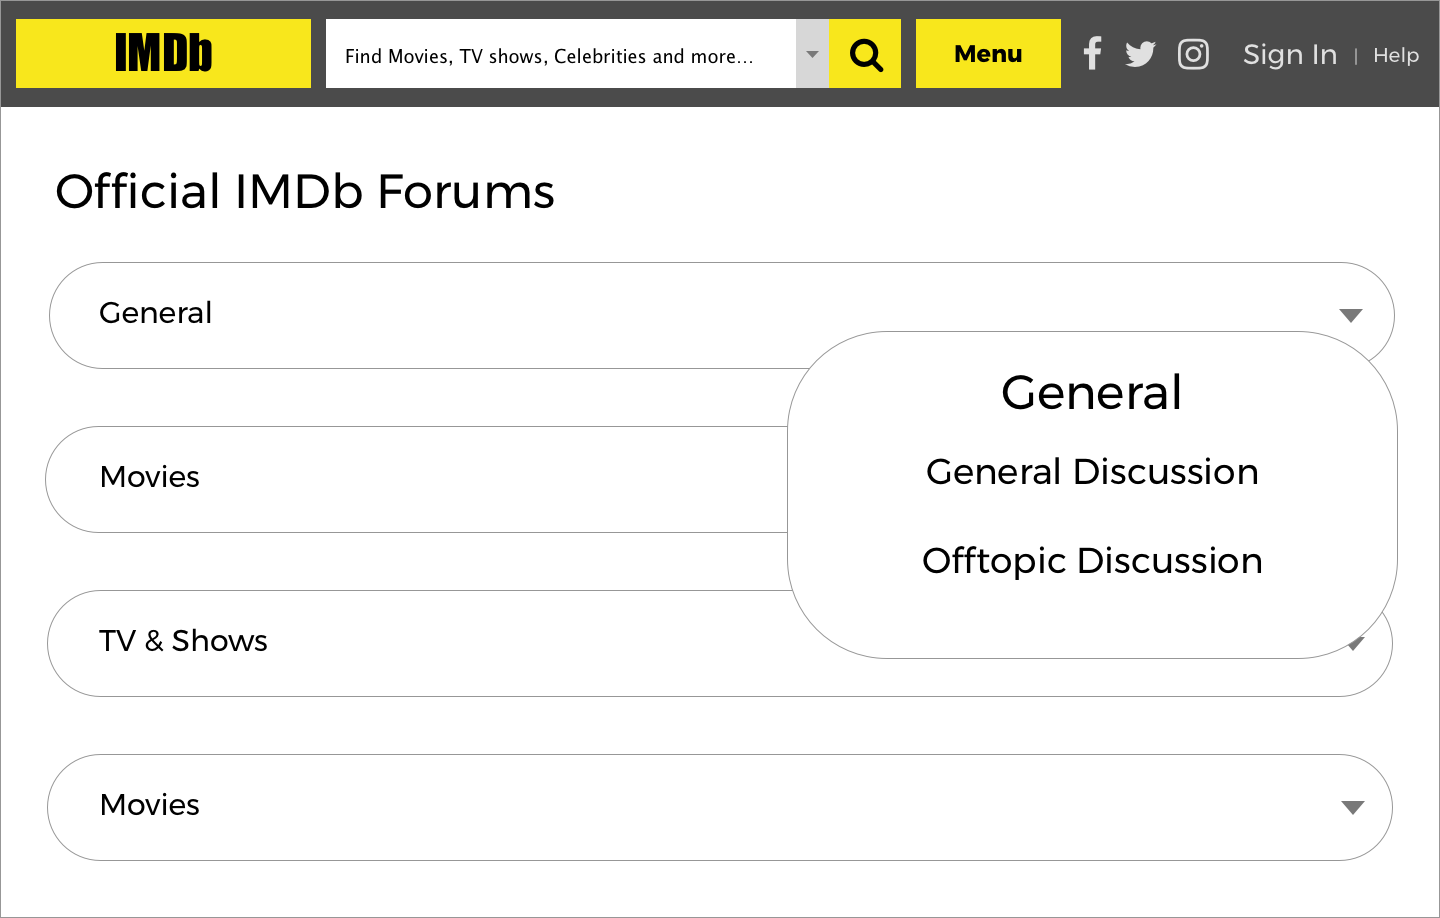 IMDb
Find Movies, TV shows, Celebrities and more...
Menu
Sign In | Help
Official IMDb Forums
General
General
General Discussion
Offtopic Discussion
Movies
TV & Shows
Movies